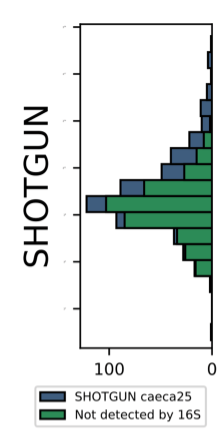 SHOTGUN
100 0
SHOTGUN caeca25
Not detected by 16S